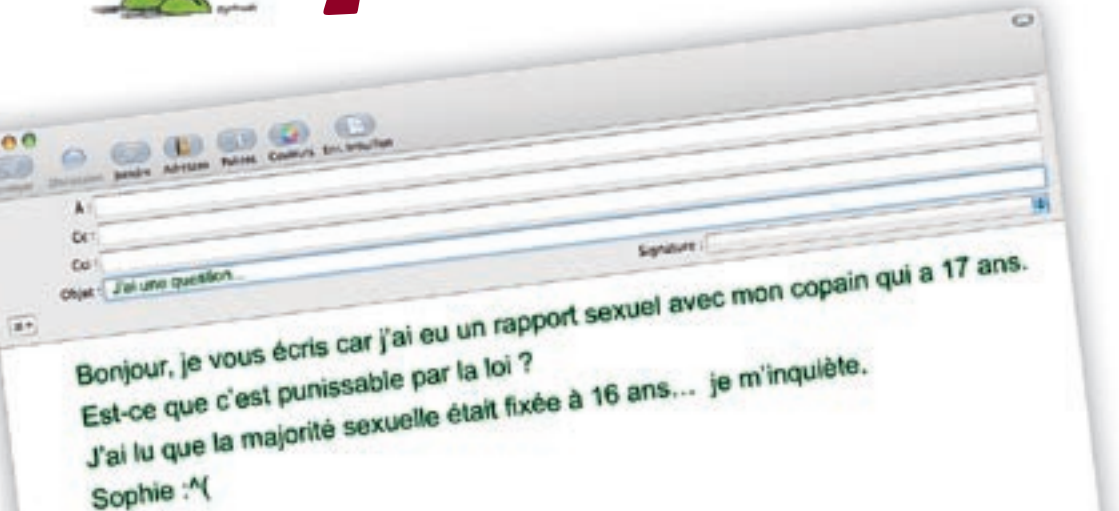 À :
Cc :
Cci :
Objet : J'ai une question...
Signature :
Bonjour, je vous écris car j'ai eu un rapport sexuel avec mon copain qui a 17 ans.
Est-ce que c'est punissable par la loi ?
J'ai lu que la majorité sexuelle était fixée à 16 ans... je m'inquiète.
Sophie :^(